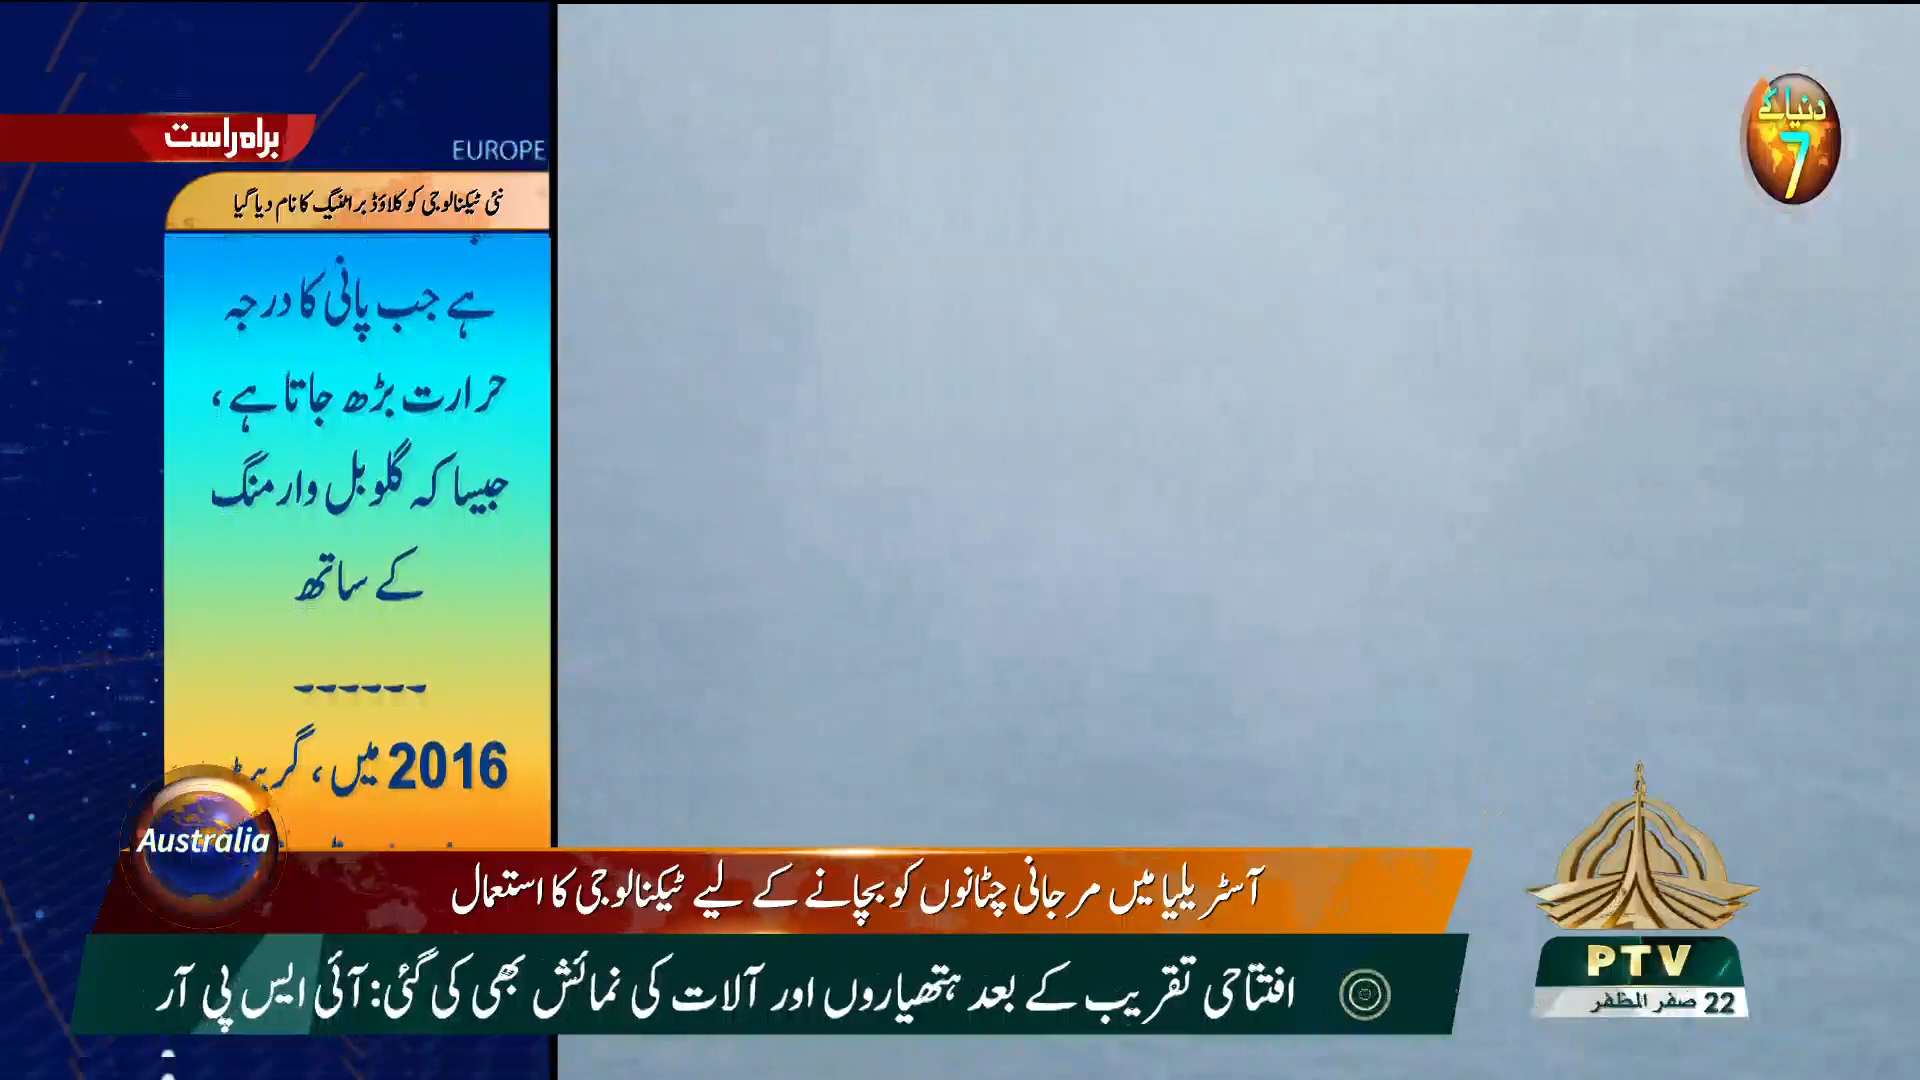 براہ راست
EUROPE
دنیا کے
7
نئی ٹیکنالوجی کو کلاؤڈ برائٹنیگ کا نام دیا گیا
ہے جب پانی کا درجہ
حرارت بڑھ جاتا ہے،
جیسا کہ گلوبل وارمنگ
کے ساتھ
------
2016 میں، گریٹ
Australia
آسٹریلیا میں مرجانی چٹانوں کو بچانے کے لیے ٹیکنالوجی کا استعمال
افتتاحی تقریب کے بعد ہتھیاروں اور آلات کی نمائش بھی کی گئی: آئی ایس پی آر
PTV
22 صفر المظفر